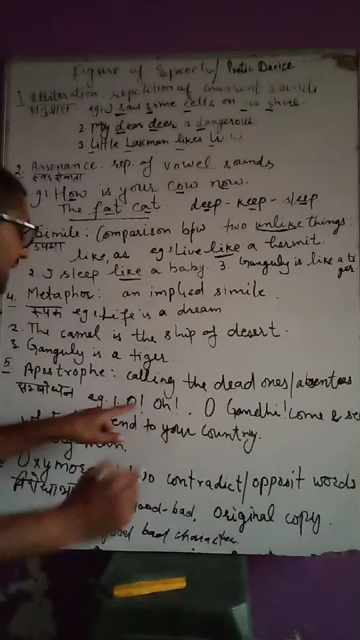 Figure of Speech/ Poetic Device
1. Alliteration: repetition of consonant sounds
अनुप्रास eg: I saw some cells on a shore
2. My dear deer is dangerous.
3. Little Laxman likes
2. Assonance: rep. of vowel sounds
g! How is your cow now.
The fat cat. deep - keep - sleep
Simile: Comparison btw two unlike things
उपमा like, as eg: Live like a hermit.
2. I sleep like a baby. 3. Ganguly is like a tiger.
4. Metaphor: an implied simile.
रूपक eg: Life is a dream
2. The camel is the ship of desert.
3. Ganguly is a tiger.
5 Apostrophe: calling the dead ones/absentees
सम्बोधन eg: 1. O! Oh!, O Gandhi! Come &
end to your country.
man.
Oxymoron two contradict/opposit words
good-bad, original copy.
good bad character.